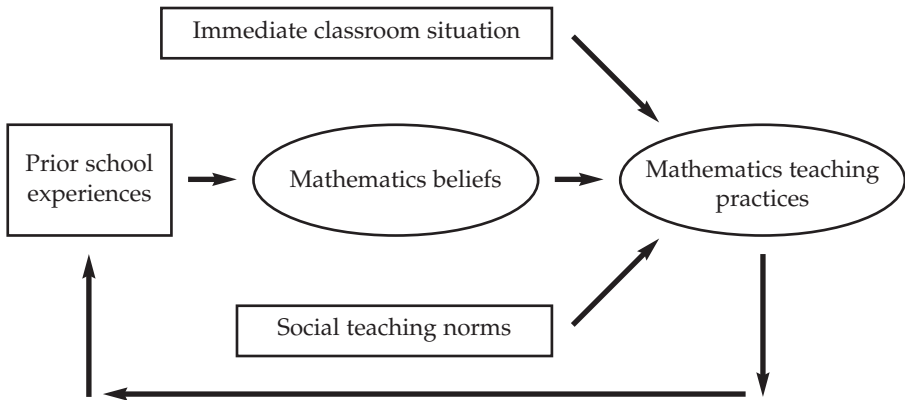 Immediate classroom situation
Prior school
experiences
Mathematics beliefs
Mathematics teaching
practices
Social teaching norms